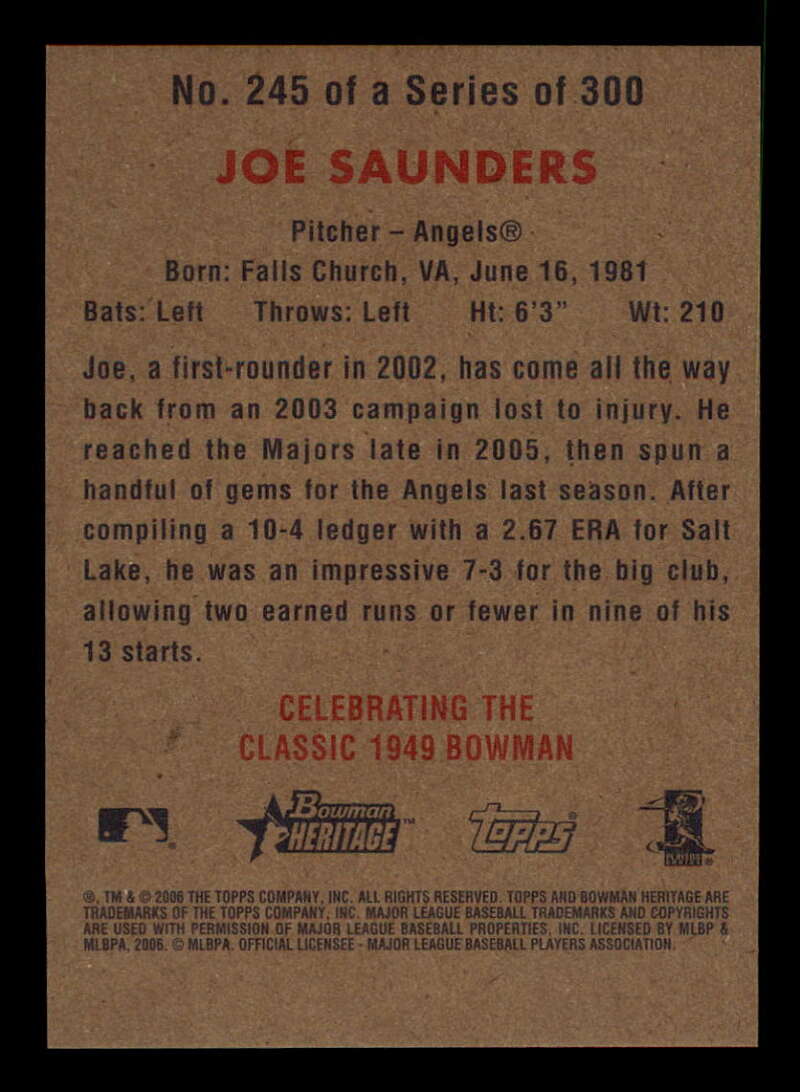 No. 245 of a Series of 300
JOE SAUNDERS
Pitcher – Angels®
Born: Falls Church, VA, June 16, 1981
Bats: Left Throws: Left Ht: 6'3" Wt: 210
Joe, a first-rounder in 2002, has come all the way
back from an 2003 campaign lost to injury. He
reached the Majors late in 2005, then spun a
handful of gems for the Angels last season. After
compiling a 10-4 ledger with a 2.67 ERA for Salt
Lake, he was an impressive 7-3 for the big club,
allowing two earned runs or fewer in nine of his
13 starts.
CELEBRATING THE
CLASSIC 1949 BOWMAN
Bowman HERITAGE™ Topps®
®, TM & © 2006 THE TOPPS COMPANY, INC. ALL RIGHTS RESERVED. TOPPS AND BOWMAN HERITAGE ARE
TRADEMARKS OF THE TOPPS COMPANY, INC. MAJOR LEAGUE BASEBALL TRADEMARKS AND COPYRIGHTS
ARE USED WITH PERMISSION OF MAJOR LEAGUE BASEBALL PROPERTIES, INC. LICENSED BY MLBP &
MLBPA, 2006. © MLBPA. OFFICIAL LICENSEE - MAJOR LEAGUE BASEBALL PLAYERS ASSOCIATION.